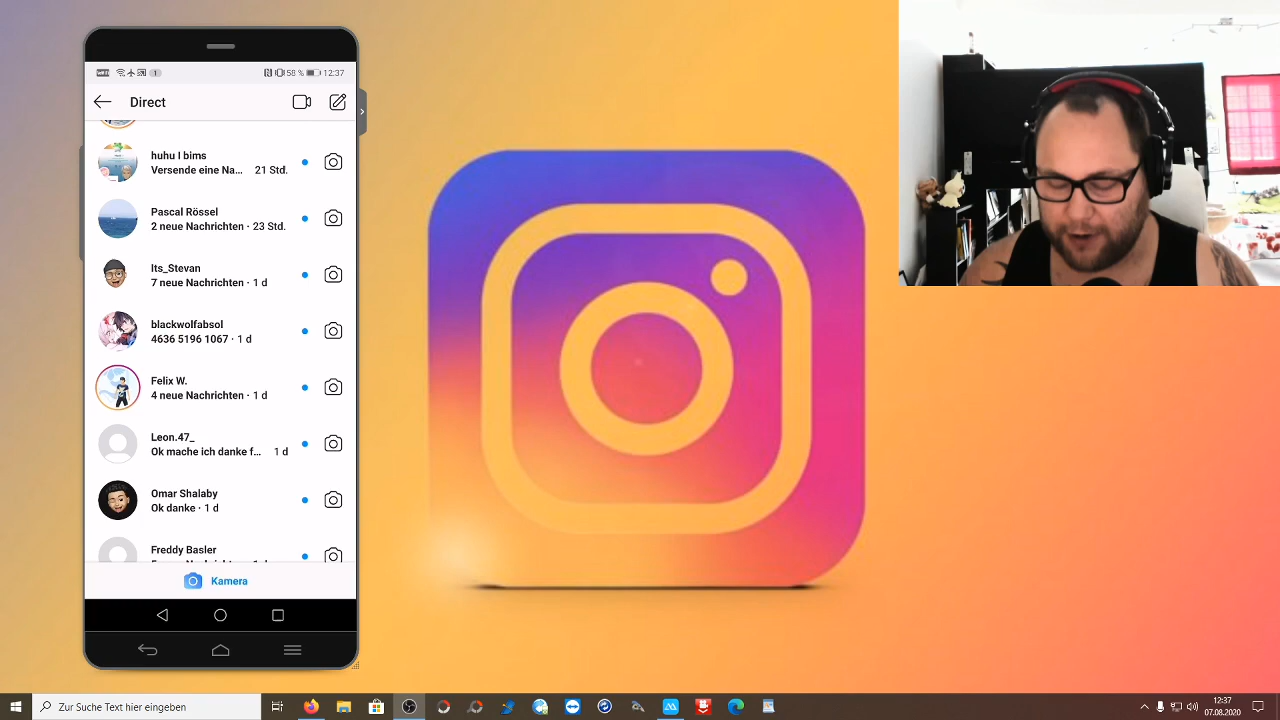 58 % 12:37
Direct
huhu I bims
Versende eine Na... 21 Std.
Pascal Rössel
2 neue Nachrichten · 23 Std.
Its_Stevan
7 neue Nachrichten · 1 d
blackwolfabsol
4636 5196 1067 · 1 d
Felix W.
4 neue Nachrichten · 1 d
Leon.47_
Ok mache ich danke f... 1 d
Omar Shalaby
Ok danke · 1 d
Freddy Basler
Kamera
Zur Suche Text hier eingeben
12:37
07.08.2020